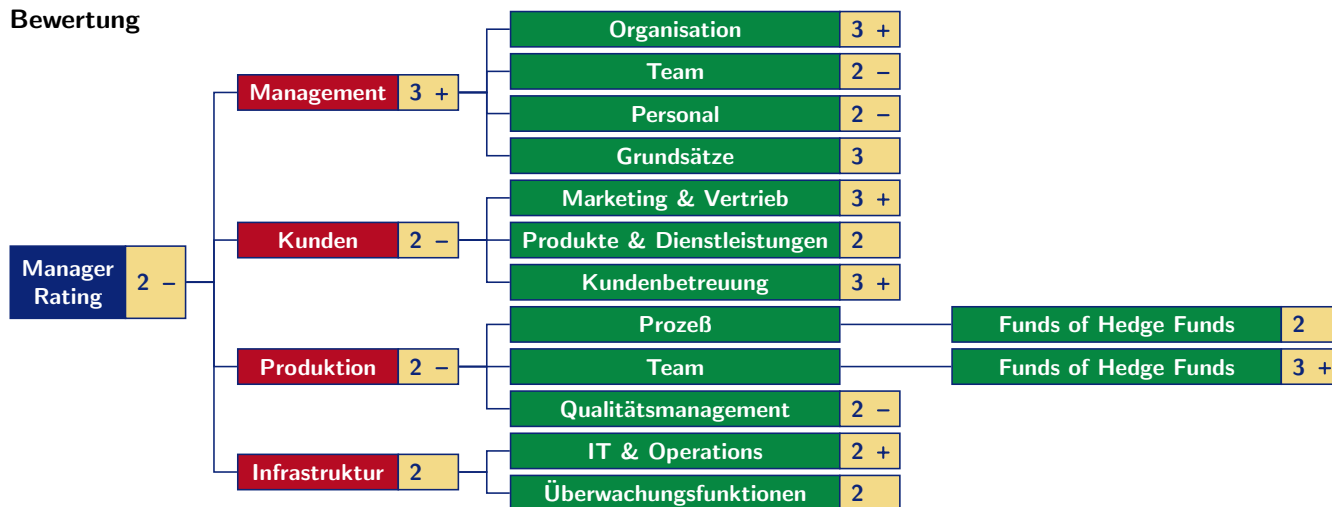 Bewertung
Organisation 3 +
Team 2 –
Management 3 +
Personal 2 –
Grundsätze 3
Marketing & Vertrieb 3 +
Kunden 2 –
Produkte & Dienstleistungen 2
Kundenbetreuung 3 +
Manager
Rating
2 –
Prozeß
Funds of Hedge Funds 2
Produktion 2 –
Team
Funds of Hedge Funds 3 +
Qualitätsmanagement 2 –
IT & Operations 2 +
Infrastruktur 2
Überwachungsfunktionen 2